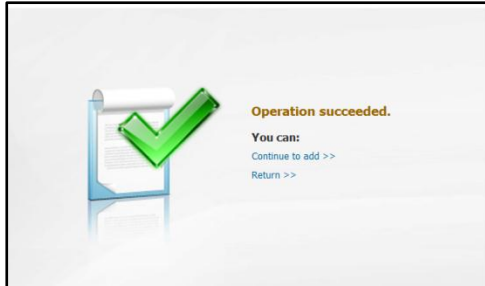 Operation succeeded.
You can:
Continue to add >>
Return >>